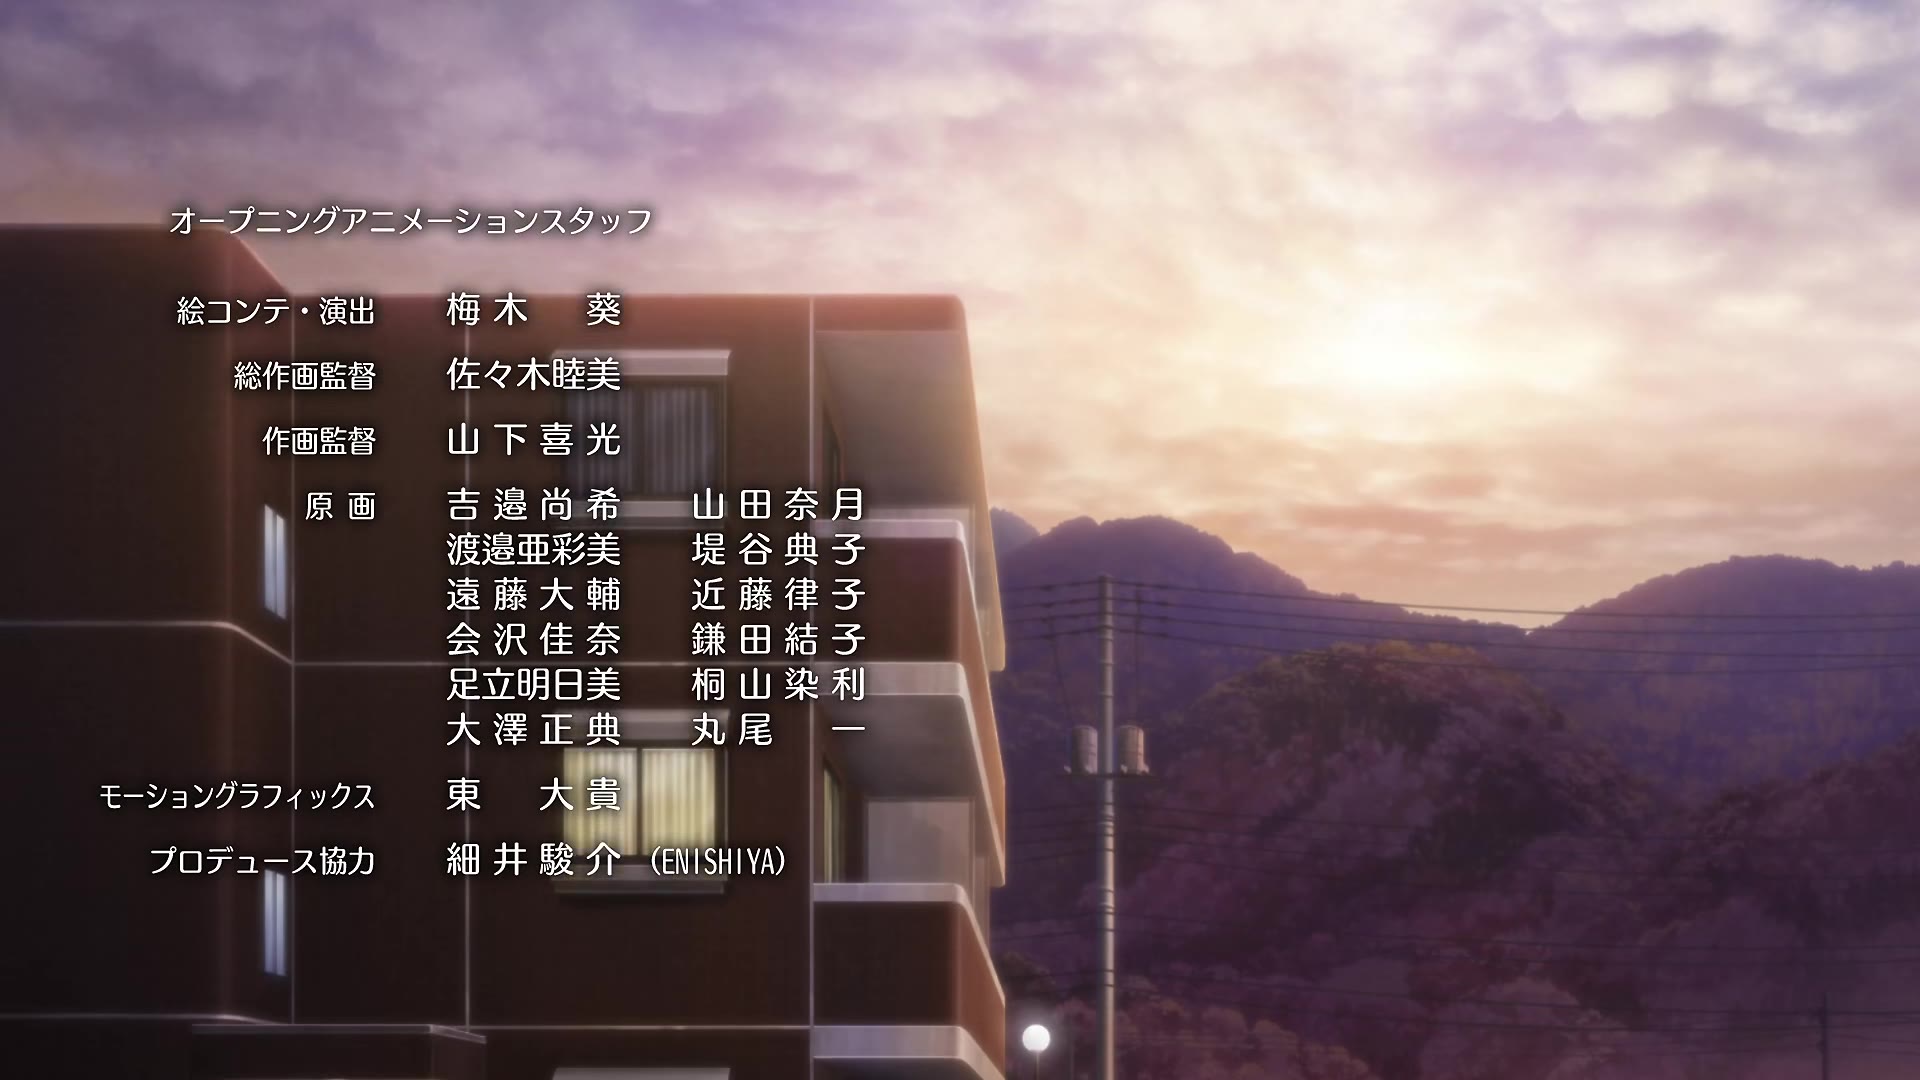 オープニングアニメーションスタッフ
絵コンテ・演出 梅木 葵
総作画監督 佐々木睦美
作画監督 山下喜光
原画 吉邉尚希 山田奈月
渡邉亜彩美 堤谷典子
遠藤大輔 近藤律子
会沢佳奈 鎌田結子
足立明日美 桐山染利
大澤正典 丸尾 一
モーショングラフィックス 東 大貴
プロデュース協力 細井駿介 (ENISHIYA)